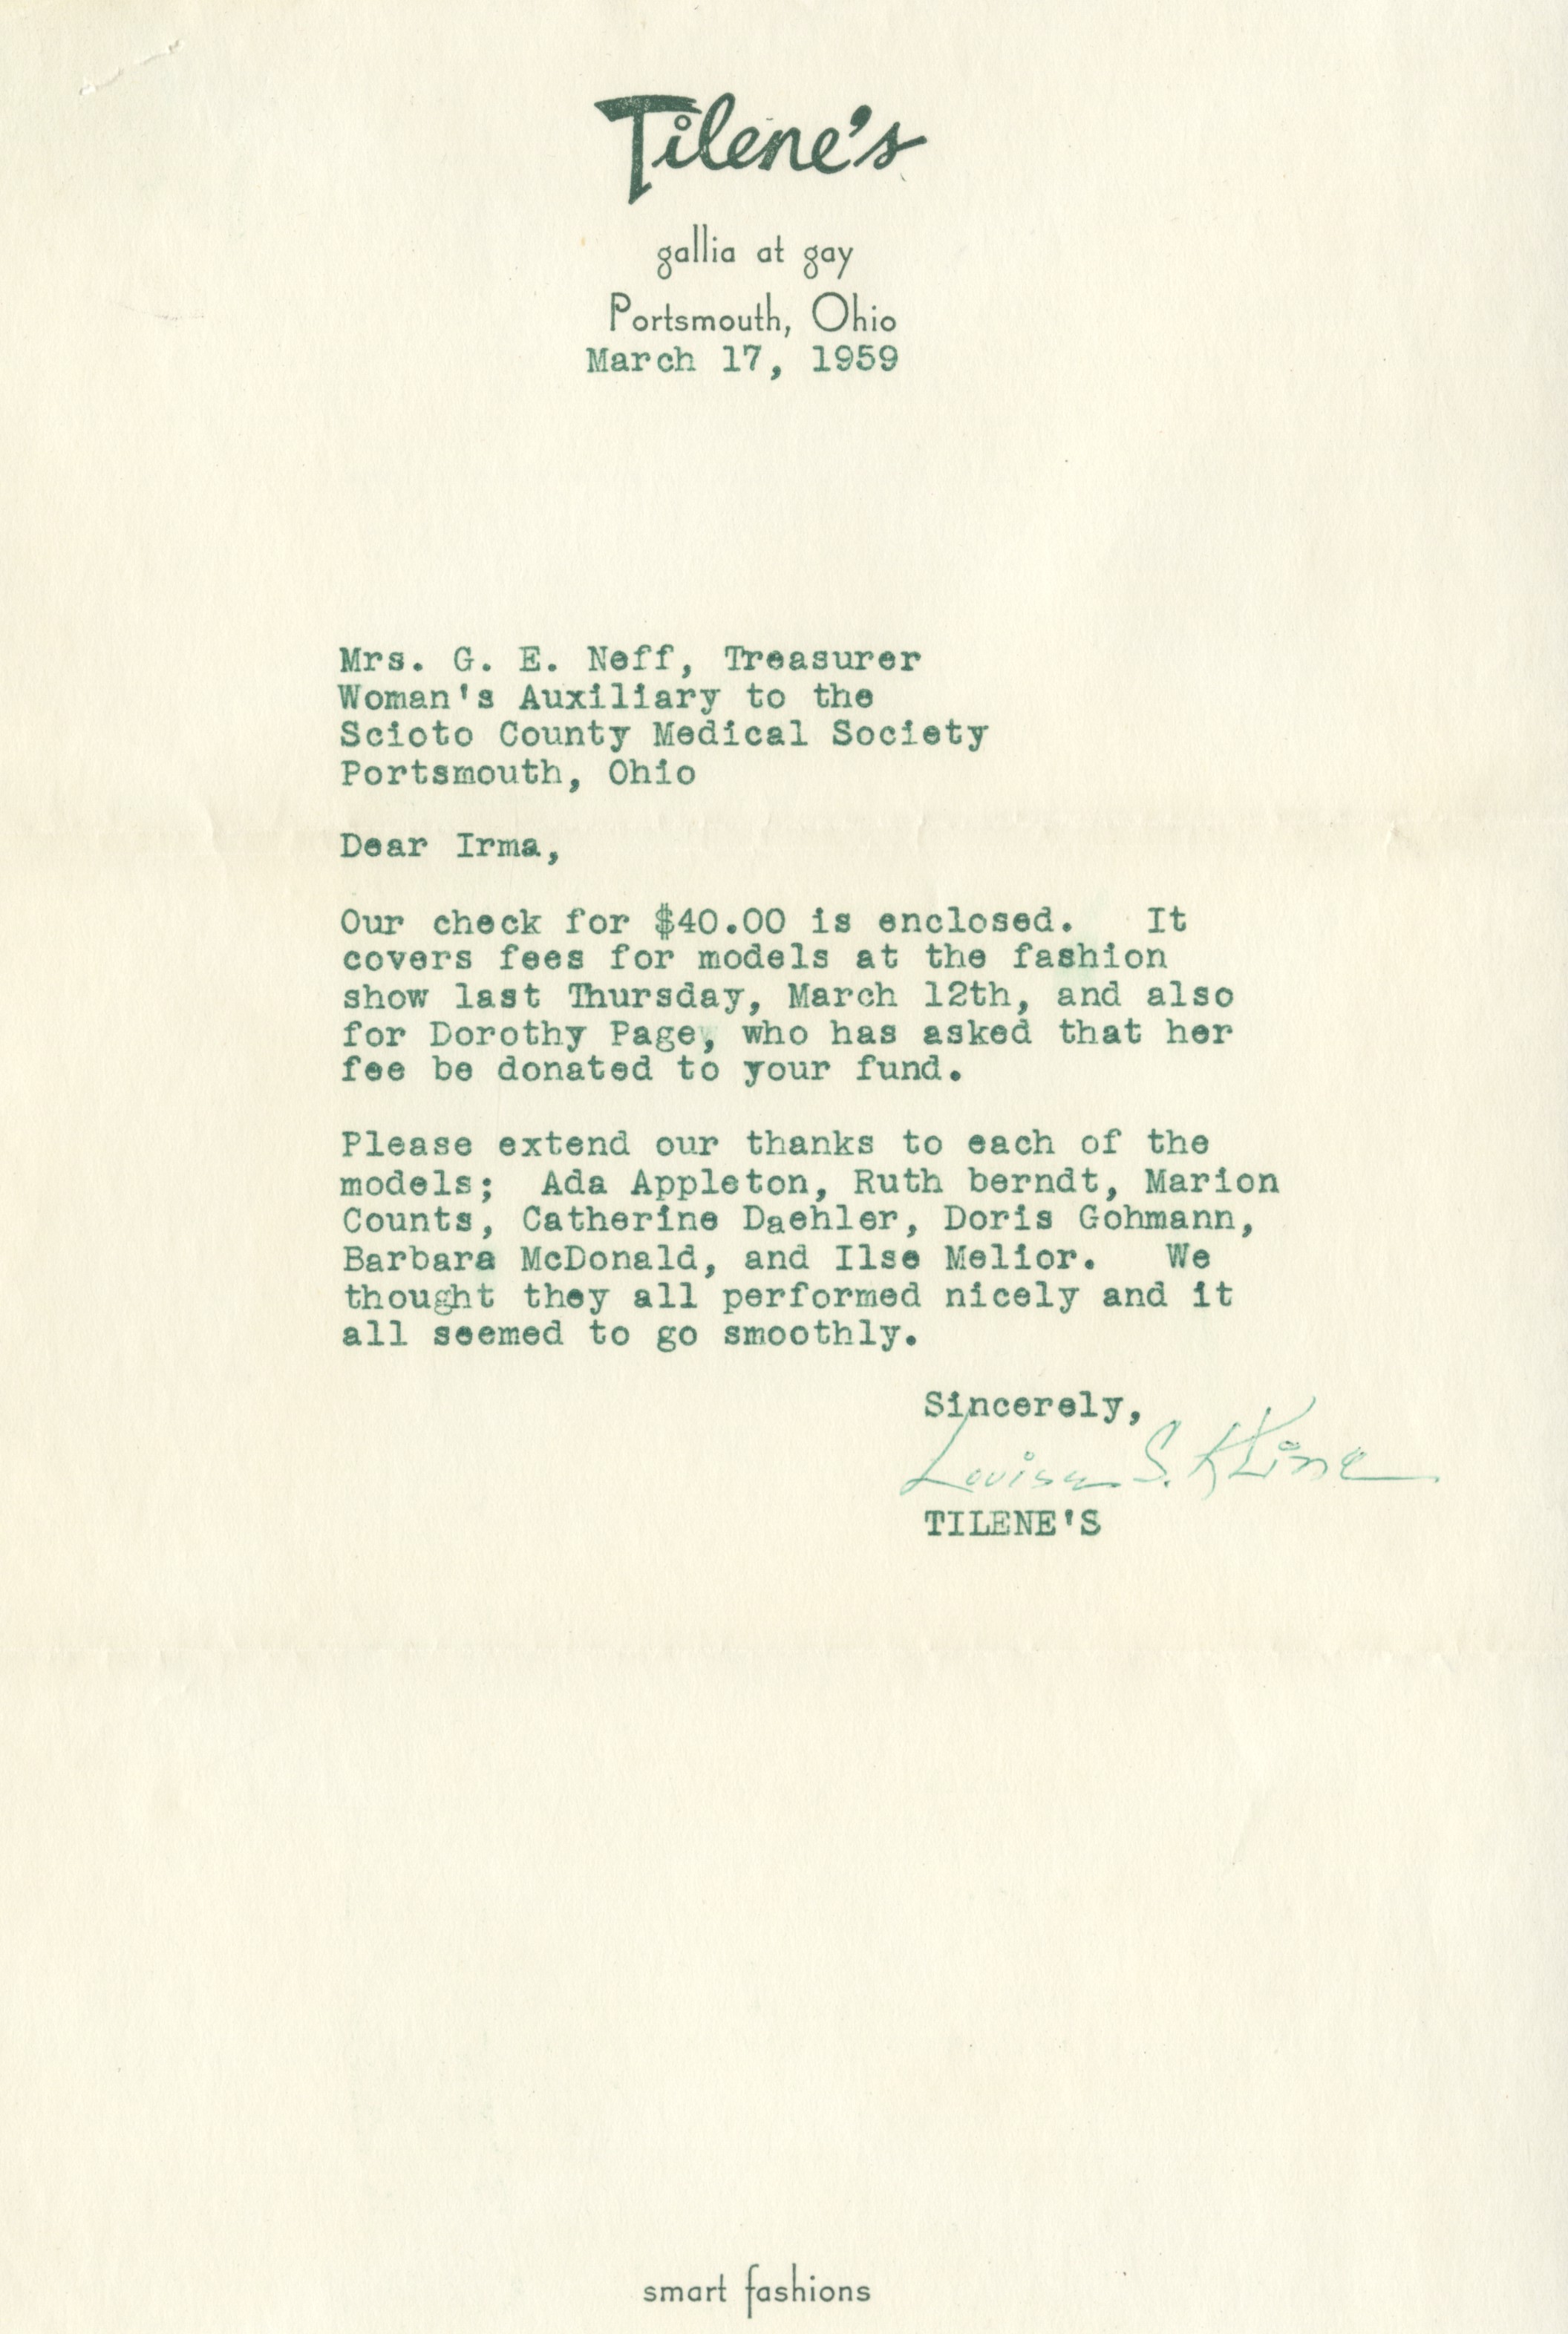 Tilene's
gallia at gay
Portsmouth, Ohio
March 17, 1959
Mrs. G. E. Neff, Treasurer
Woman's Auxiliary to the
Scioto County Medical Society
Portsmouth, Ohio
Dear Irma,
Our check for $40.00 is enclosed. It
covers fees for models at the fashion
show last Thursday, March 12th, and also
for Dorothy Page, who has asked that her
fee be donated to your fund.
Please extend our thanks to each of the
models; Ada Appleton, Ruth berndt, Marion
Counts, Catherine Daehler, Doris Gohmann,
Barbara McDonald, and Ilse Melior. We
thought they all performed nicely and it
all seemed to go smoothly.
Sincerely,
Louise S. Kline
TILENE'S
smart fashions